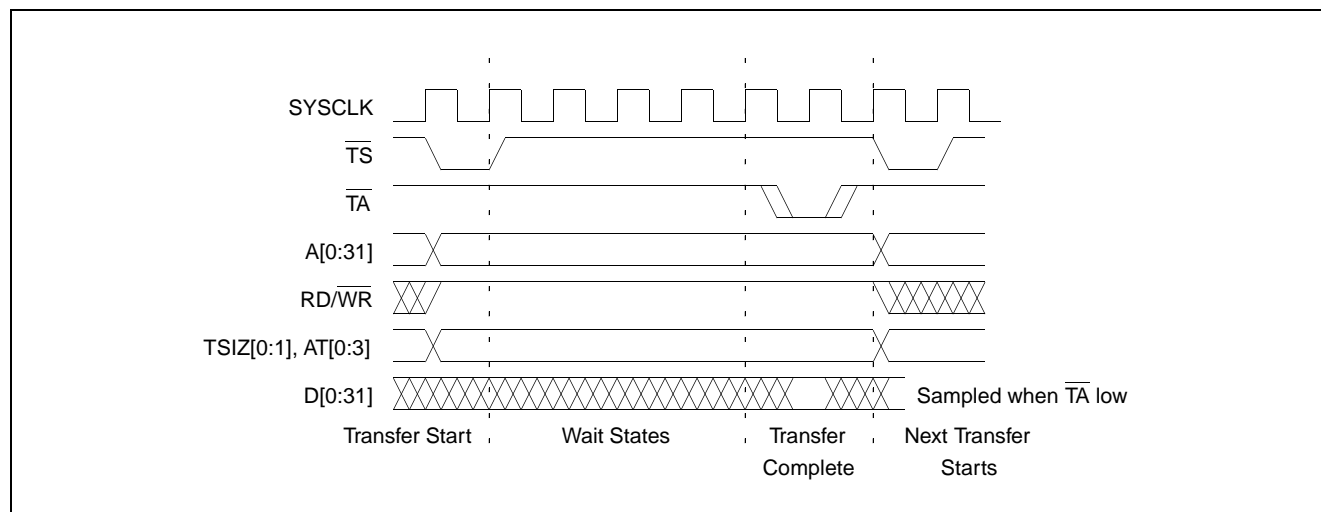 SYSCLK
TS
TA
A[0:31]
RD/WR
TSIZ[0:1], AT[0:3]
D[0:31]
Sampled when TA low
Transfer Start
Wait States
Transfer
Complete
Next Transfer
Starts